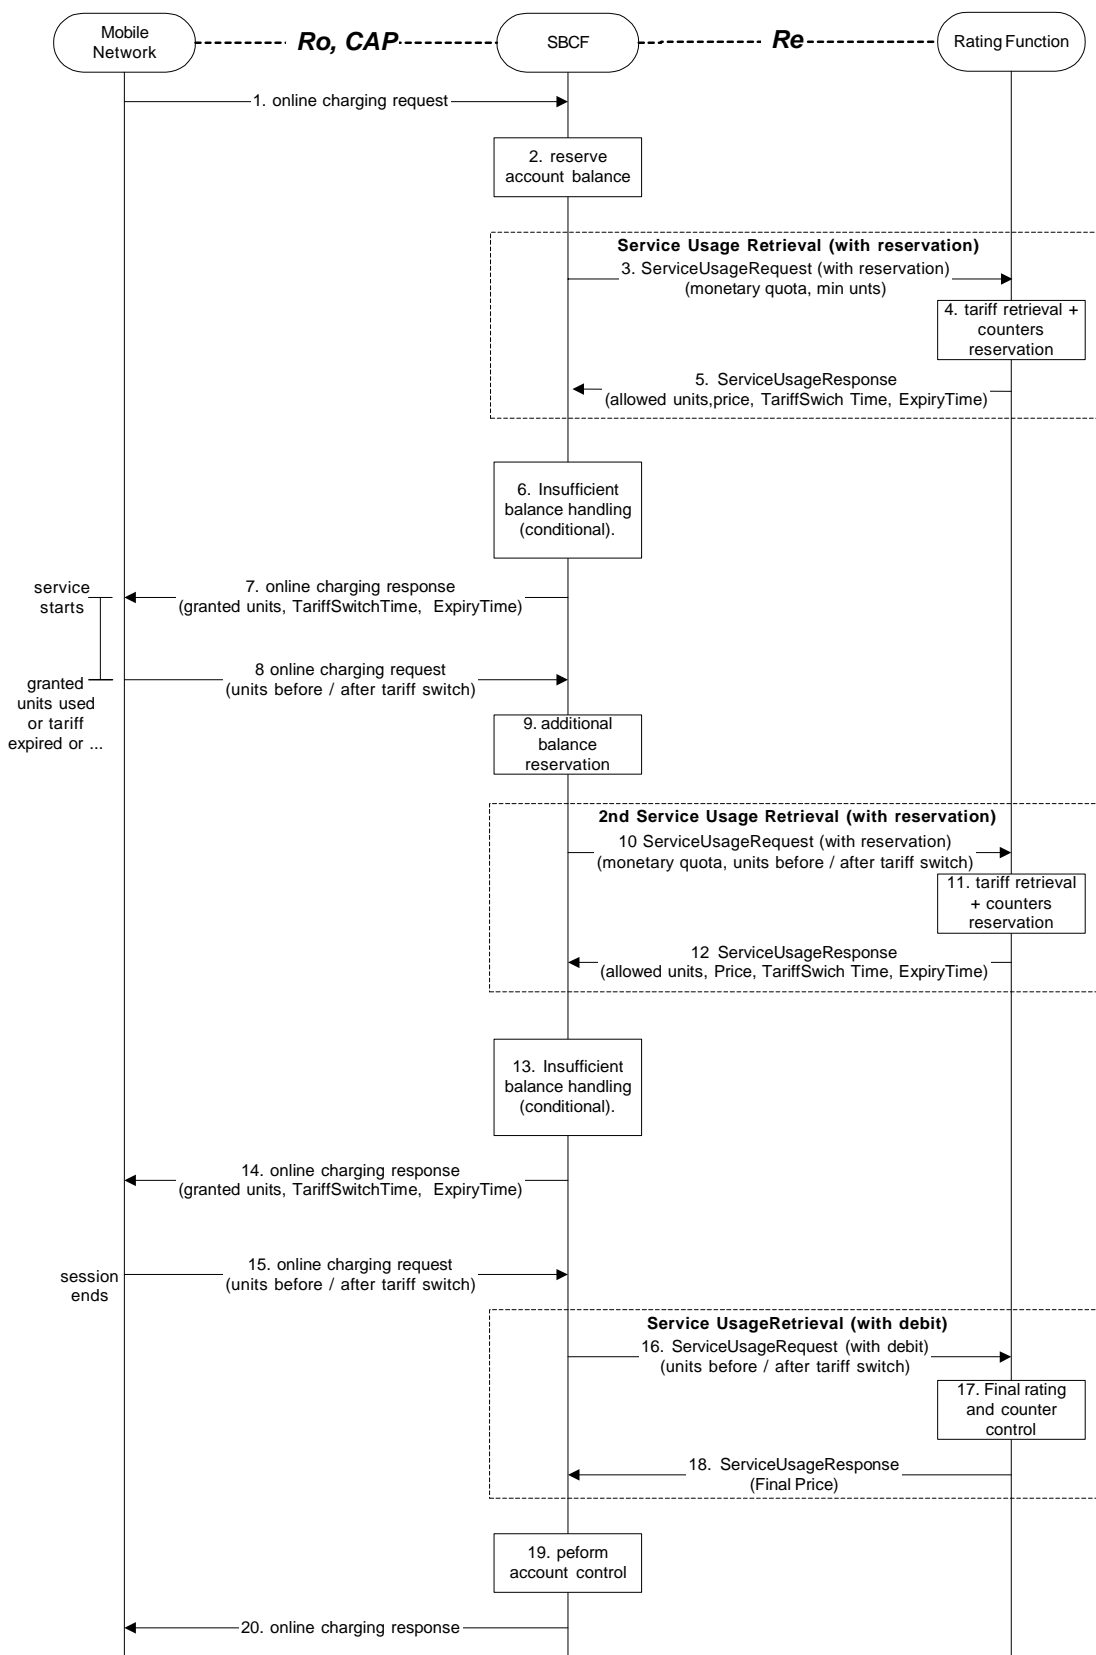 Mobile
Network
Ro, CAP
SBCF
Re
Rating Function
1. online charging request
2. reserve
account balance
Service Usage Retrieval (with reservation)
3. ServiceUsageRequest (with reservation)
(monetary quota, min unts)
4. tariff retrieval +
counters
reservation
5. ServiceUsageResponse
(allowed units,price, TariffSwich Time, ExpiryTime)
6. Insufficient
balance handling
(conditional).
service
starts
7. online charging response
(granted units, TariffSwitchTime, ExpiryTime)
8 online charging request
(units before / after tariff switch)
granted
units used
or tariff
expired or ...
9. additional
balance
reservation
2nd Service Usage Retrieval (with reservation)
10 ServiceUsageRequest (with reservation)
(monetary quota, units before / after tariff switch)
11. tariff retrieval
+ counters
reservation
12 ServiceUsageResponse
(allowed units, Price, TariffSwich Time, ExpiryTime)
13. Insufficient
balance handling
(conditional).
14. online charging response
(granted units, TariffSwitchTime, ExpiryTime)
session
ends
15. online charging request
(units before / after tariff switch)
Service UsageRetrieval (with debit)
16. ServiceUsageRequest (with debit)
(units before / after tariff switch)
17. Final rating
and counter
control
18. ServiceUsageResponse
(Final Price)
19. peform
account control
20. online charging response